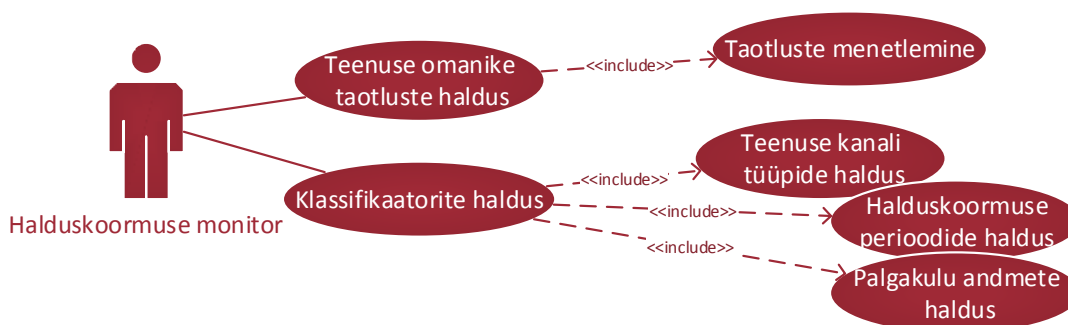 Taotluste menetlemine
Teenuse omanike
taotluste haldus
<<include>>
Teenuse kanali
tüüpide haldus
<<include>>
Klassifikaatorite haldus
Halduskoormuse monitor
<<include>>
Halduskoormuse
perioodide haldus
<<include>>
Palgakulu andmete
haldus